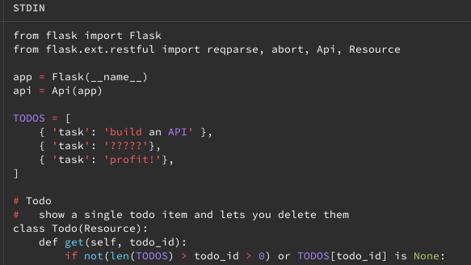 STDIN
from flask import Flask
from flask.ext.restful import reqparse, abort, Api, Resource
app = Flask(__name__)
api = Api(app)
TODOS = [
    { 'task': 'build an API' },
    { 'task': '?????'},
    { 'task': 'profit!'},
]
# Todo
#   show a single todo item and lets you delete them
class Todo(Resource):
    def get(self, todo_id):
        if not(len(TODOS) > todo_id > 0) or TODOS[todo_id] is None: